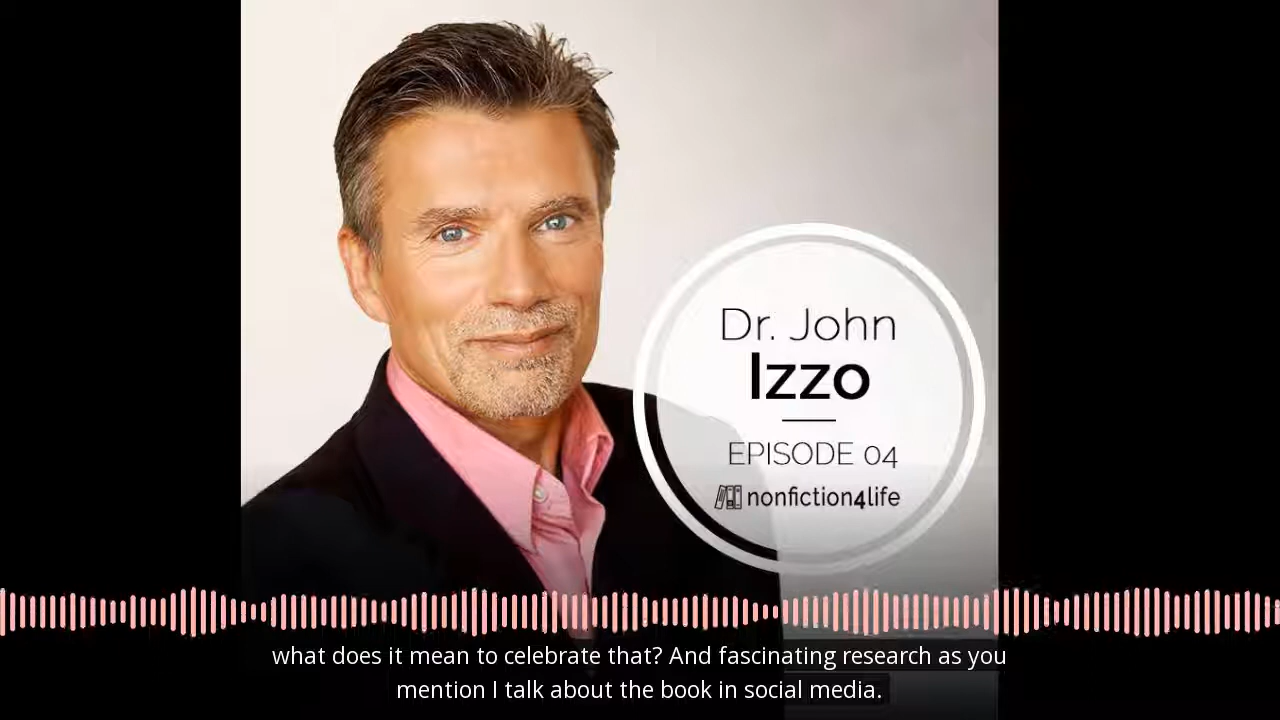 Dr. John
Izzo
EPISODE 04
nonfiction4life
what does it mean to celebrate that? And fascinating research as you
mention I talk about the book in social media.